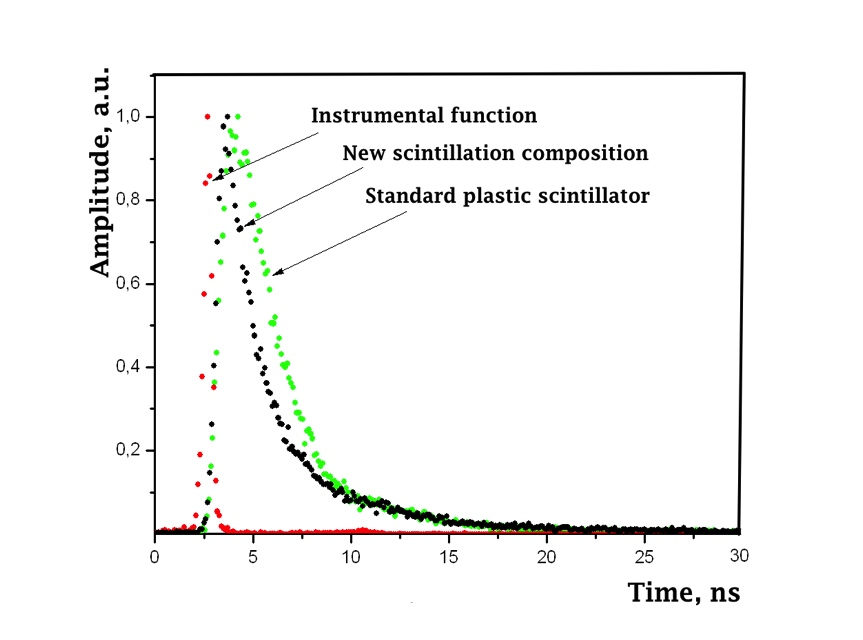 Amplitude, a.u.
1,0
0,8
0,6
0,4
0,2
Instrumental function
New scintillation composition
Standard plastic scintillator
0 5 10 15 20 25 30
Time, ns